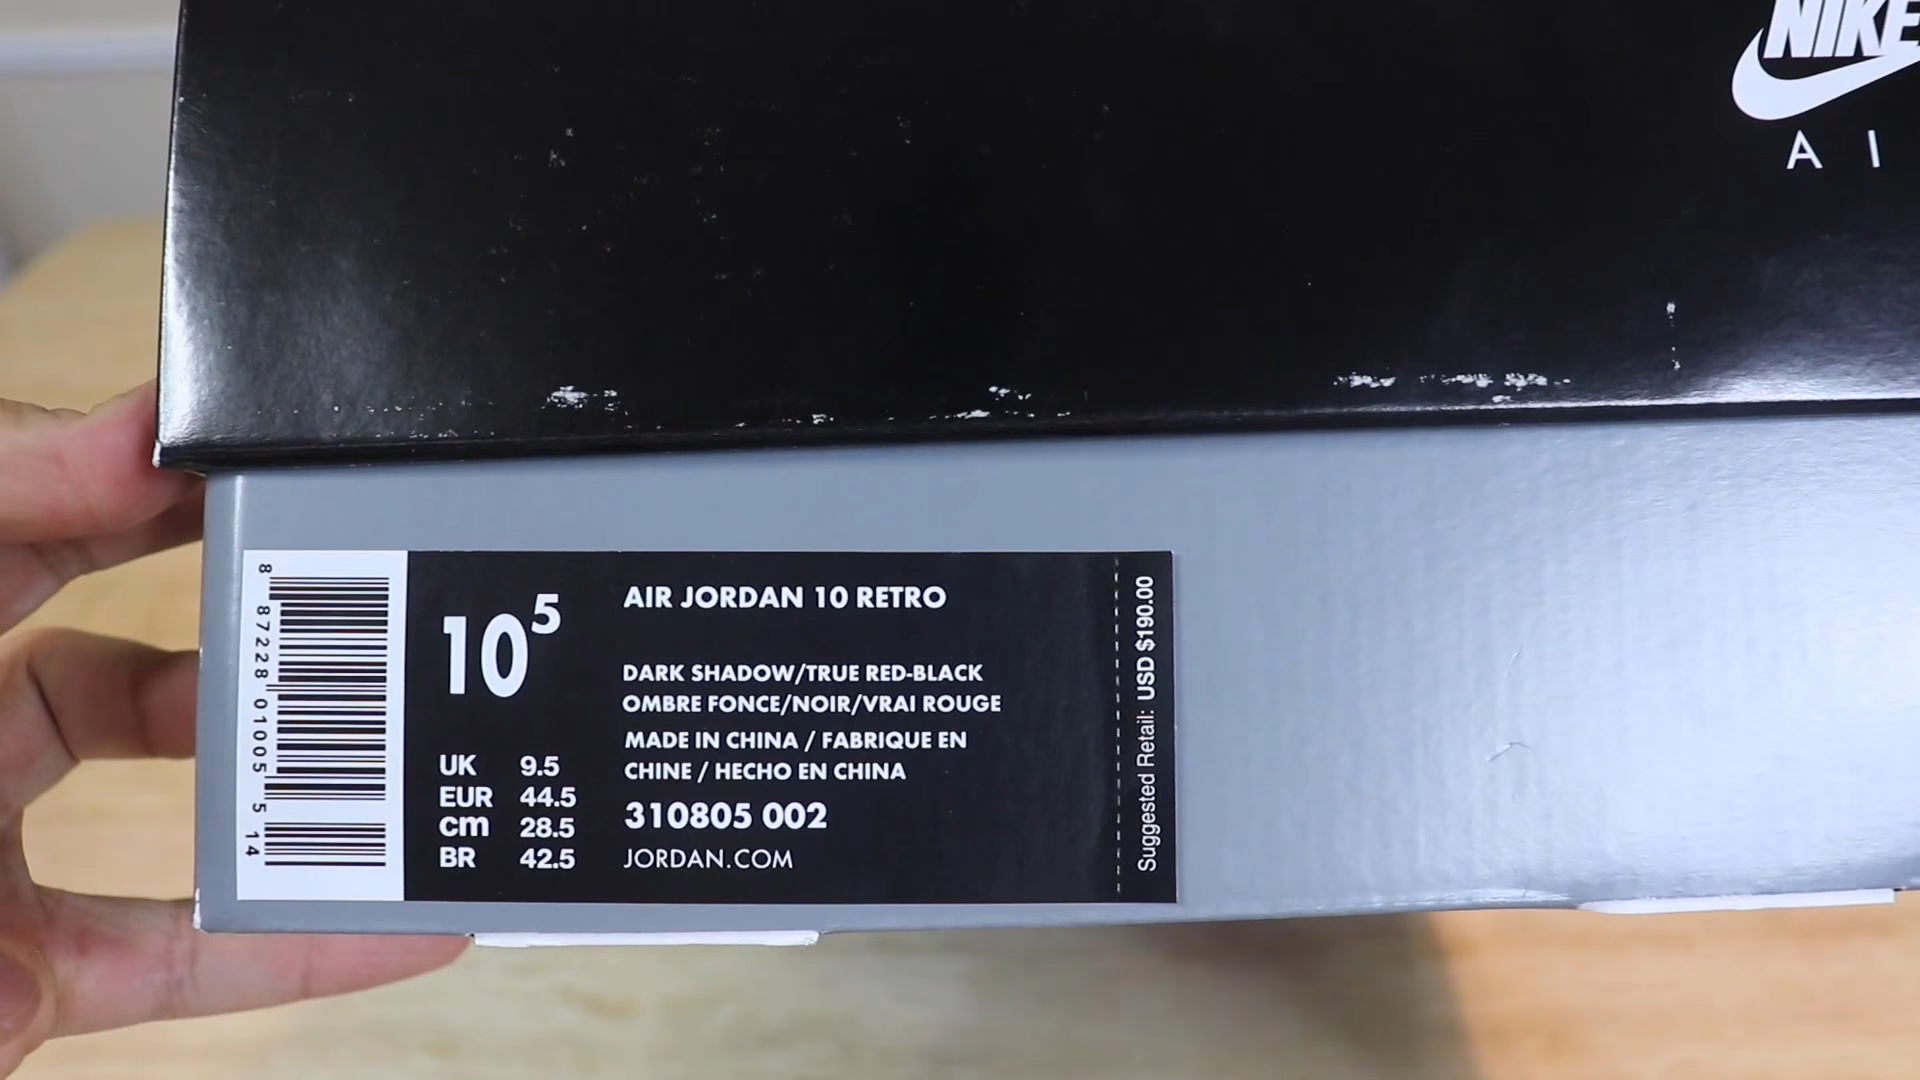 NIKE
AI
8 87228 01005 5 14
10⁵
AIR JORDAN 10 RETRO
DARK SHADOW/TRUE RED-BLACK
OMBRE FONCE/NOIR/VRAI ROUGE
MADE IN CHINA / FABRIQUE EN
CHINE / HECHO EN CHINA
310805 002
JORDAN.COM
UK 9.5
EUR 44.5
cm 28.5
BR 42.5
Suggested Retail: USD $190.00